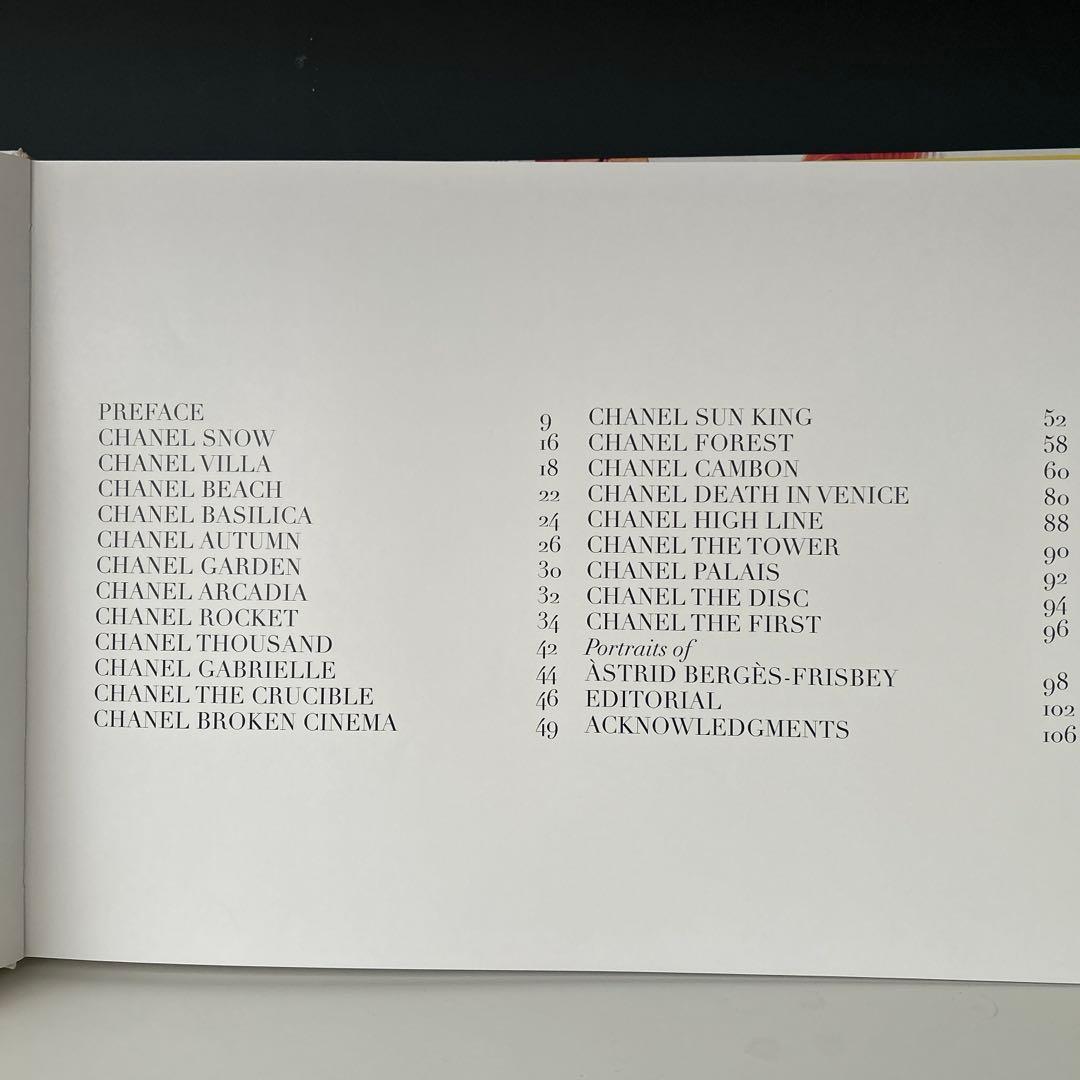 PREFACE 9
CHANEL SNOW 16
CHANEL VILLA 18
CHANEL BEACH 22
CHANEL BASILICA 24
CHANEL AUTUMN 26
CHANEL GARDEN 30
CHANEL ARCADIA 32
CHANEL ROCKET 34
CHANEL THOUSAND 42
CHANEL GABRIELLE 44
CHANEL THE CRUCIBLE 46
CHANEL BROKEN CINEMA 49
CHANEL SUN KING 52
CHANEL FOREST 58
CHANEL CAMBON 60
CHANEL DEATH IN VENICE 80
CHANEL HIGH LINE 88
CHANEL THE TOWER 90
CHANEL PALAIS 92
CHANEL THE DISC 94
CHANEL THE FIRST 96
Portraits of
ÀSTRID BERGÈS-FRISBEY 98
EDITORIAL 102
ACKNOWLEDGMENTS 106